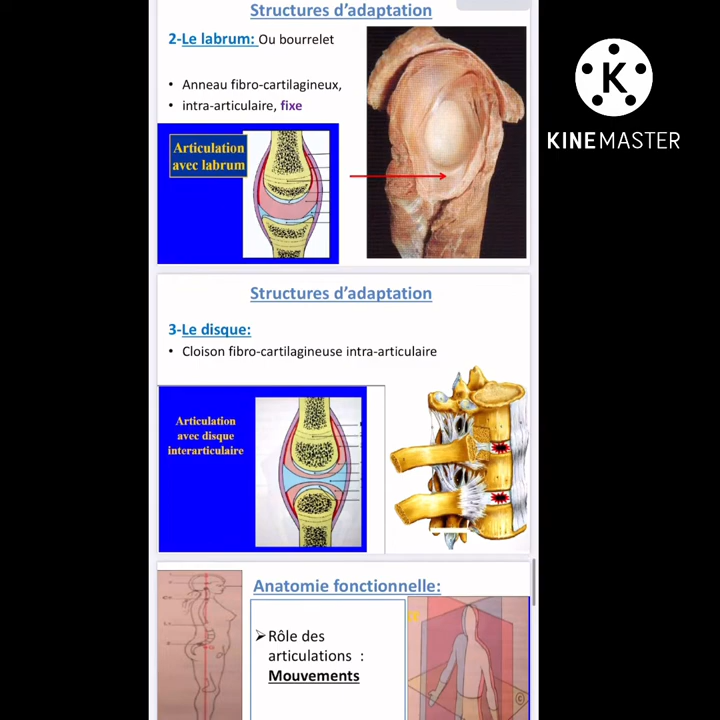 Structures d’adaptation
2-Le labrum: Ou bourrelet
• Anneau fibro-cartilagineux,
• intra-articulaire, fixe
Articulation
avec labrum
K
KINEMASTER
Structures d’adaptation
3-Le disque:
• Cloison fibro-cartilagineuse intra-articulaire
Articulation
avec disque
interarticulaire
Anatomie fonctionnelle:
➢Rôle des
articulations :
Mouvements